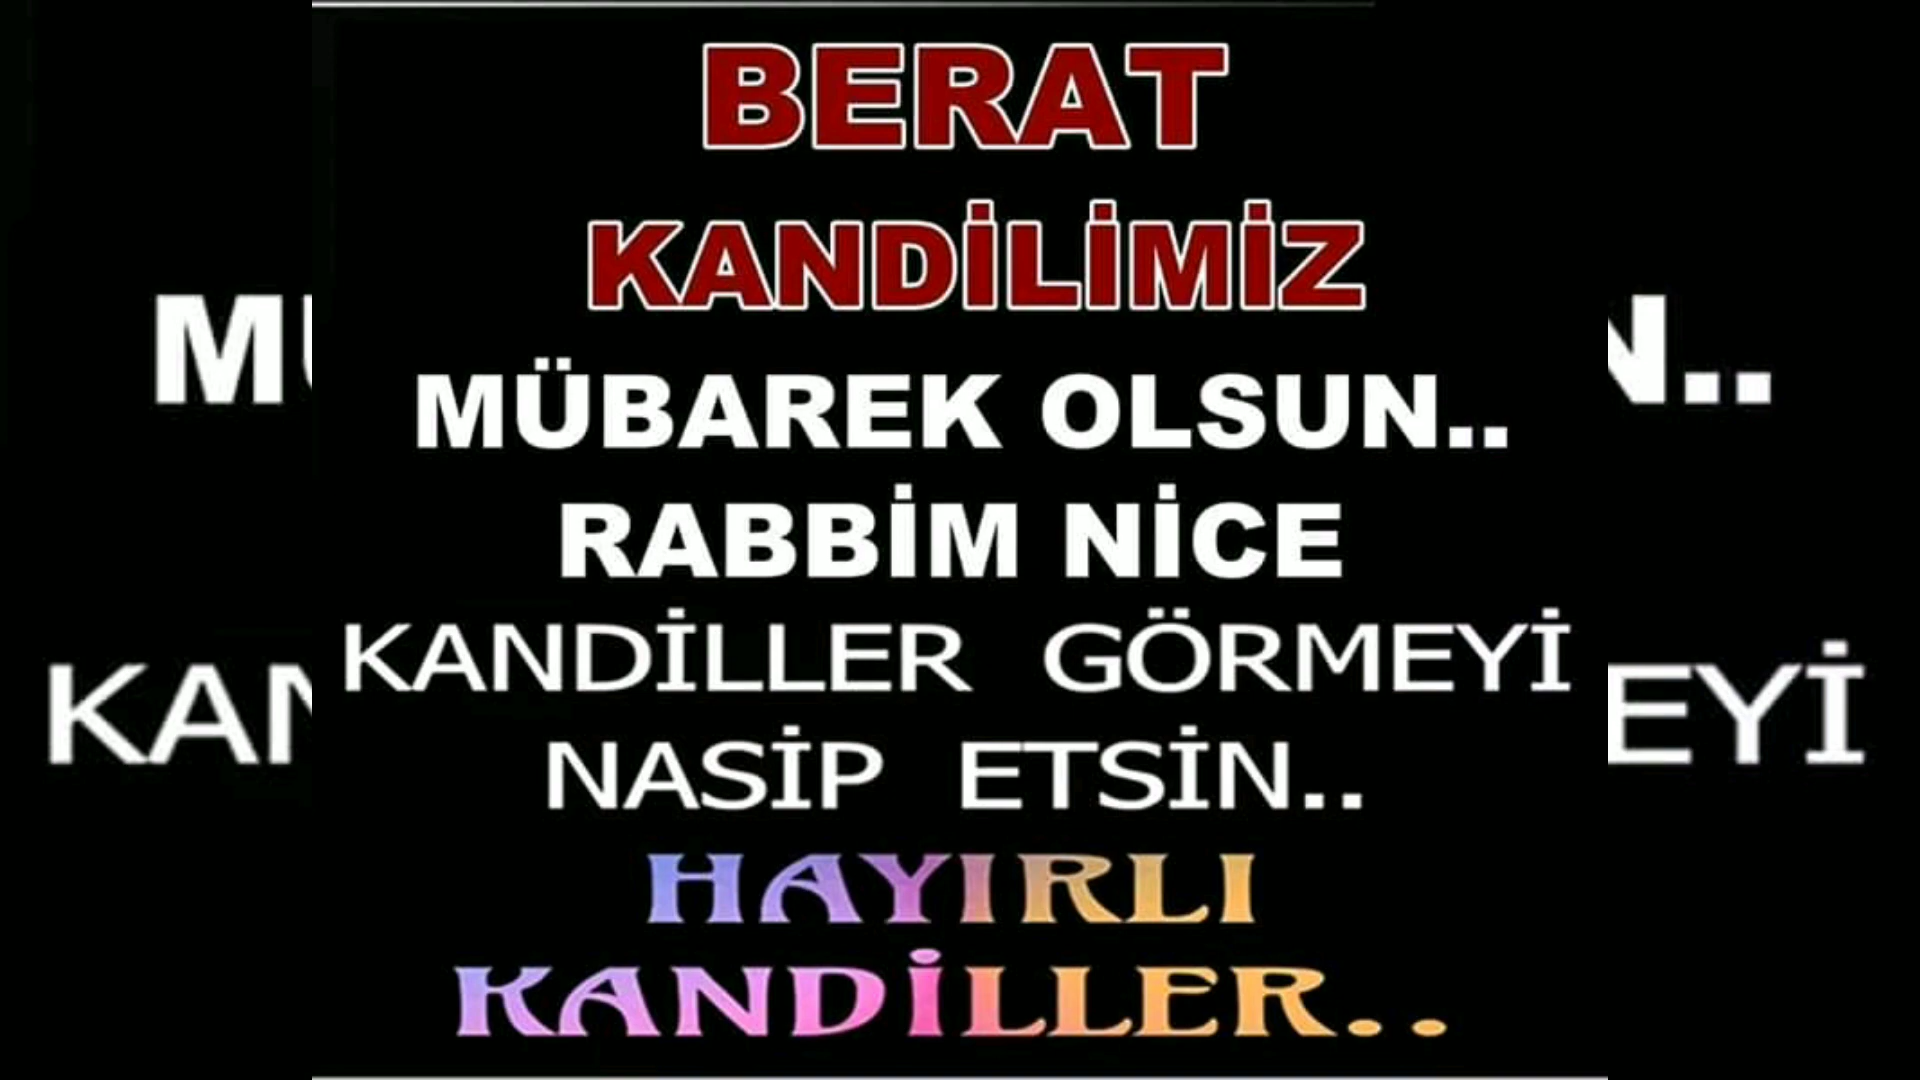 BERAT
KANDİLİMİZ
MÜBAREK OLSUN..
RABBİM NİCE
KANDİLLER GÖRMEYİ
NASİP ETSİN..
HAYIRLI
KANDİLLER..